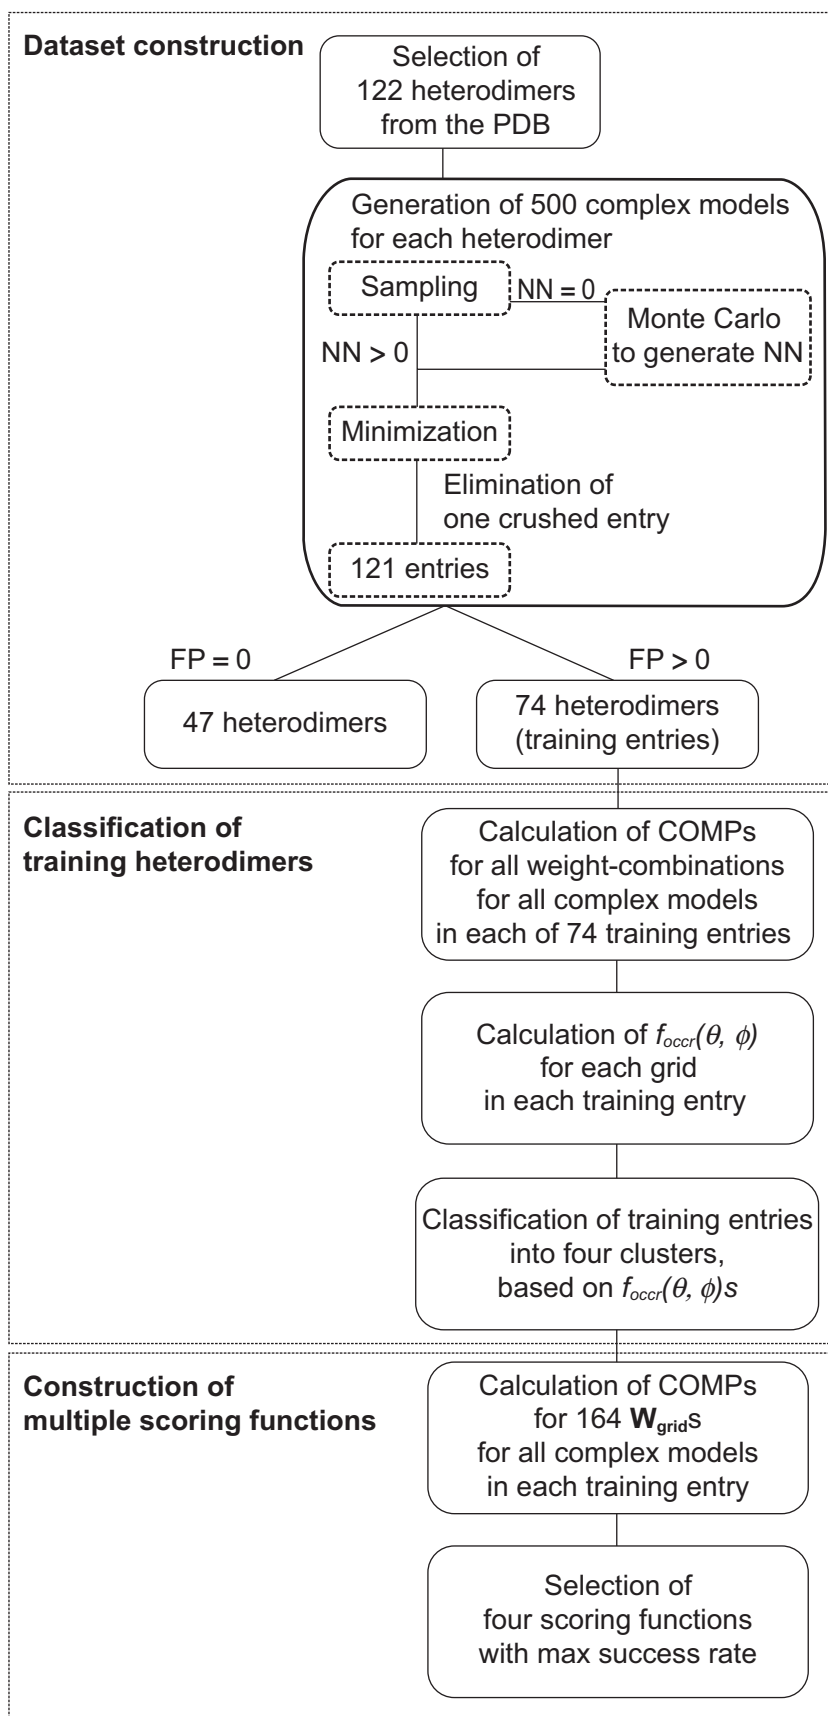 Dataset construction
Selection of
122 heterodimers
from the PDB
Generation of 500 complex models
for each heterodimer
Sampling
NN = 0
Monte Carlo
to generate NN
NN > 0
Minimization
Elimination of
one crushed entry
121 entries
FP = 0
FP > 0
47 heterodimers
74 heterodimers
(training entries)
Classification of
training heterodimers
Calculation of COMPs
for all weight-combinations
for all complex models
in each of 74 training entries
Calculation of f_occr(θ, ϕ)
for each grid
in each training entry
Classification of training entries
into four clusters,
based on f_occr(θ, ϕ)s
Construction of
multiple scoring functions
Calculation of COMPs
for 164 W_grids
for all complex models
in each training entry
Selection of
four scoring functions
with max success rate